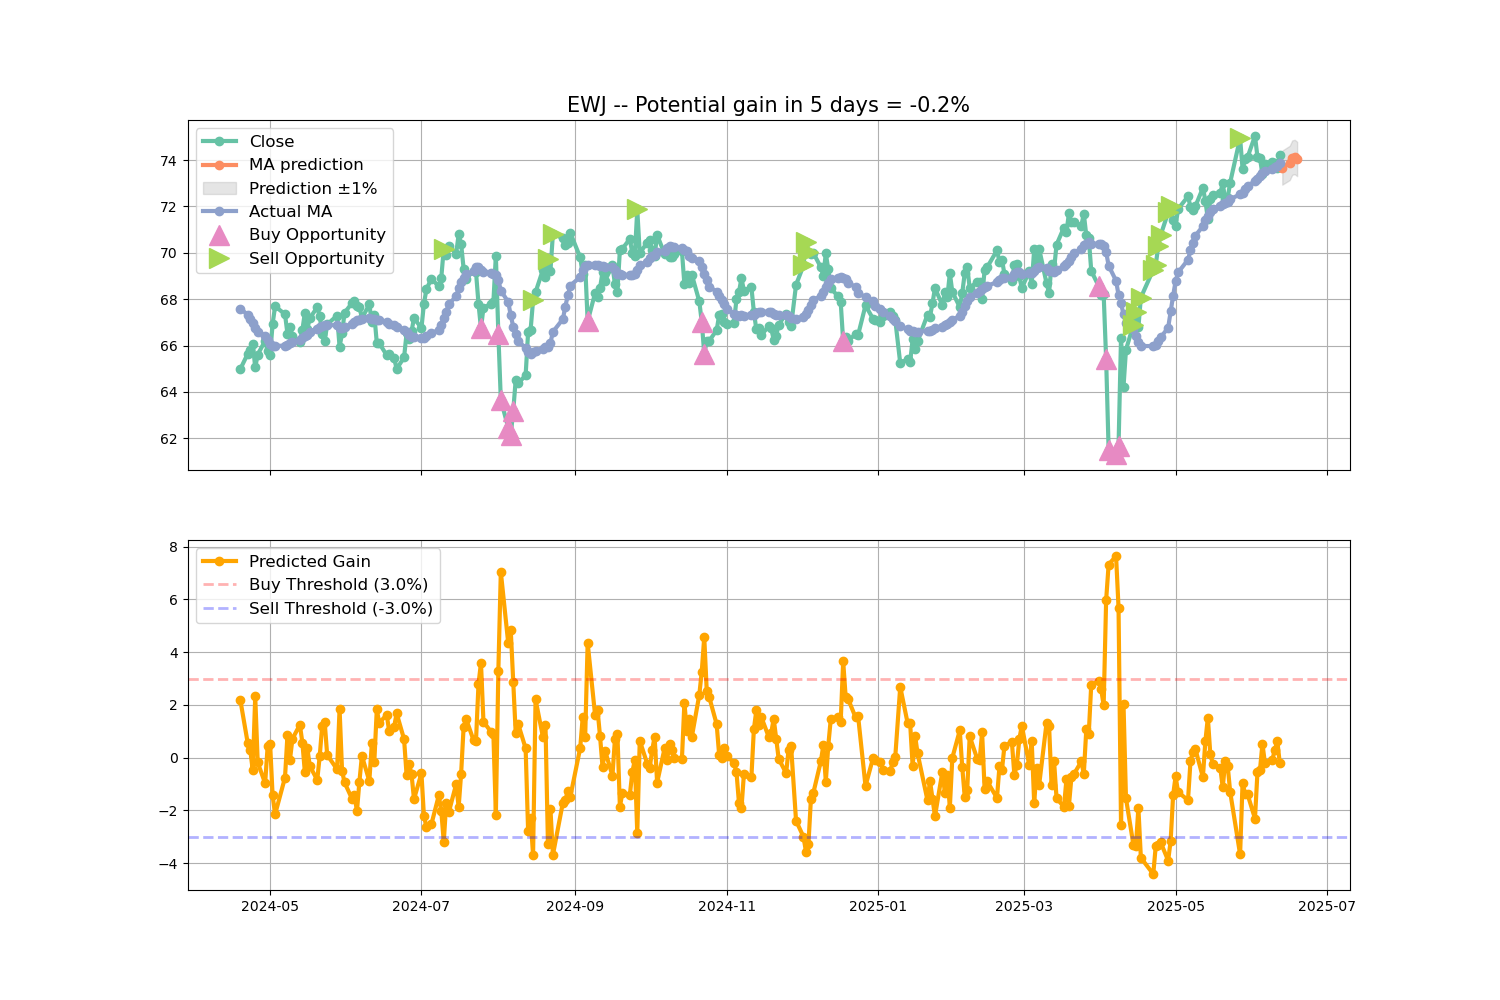 EWJ -- Potential gain in 5 days = -0.2%
Close
MA prediction
Prediction ±1%
Actual MA
Buy Opportunity
Sell Opportunity
74
72
70
68
66
64
62
Predicted Gain
Buy Threshold (3.0%)
Sell Threshold (-3.0%)
8
6
4
2
0
−2
−4
2024-05 2024-07 2024-09 2024-11 2025-01 2025-03 2025-05 2025-07